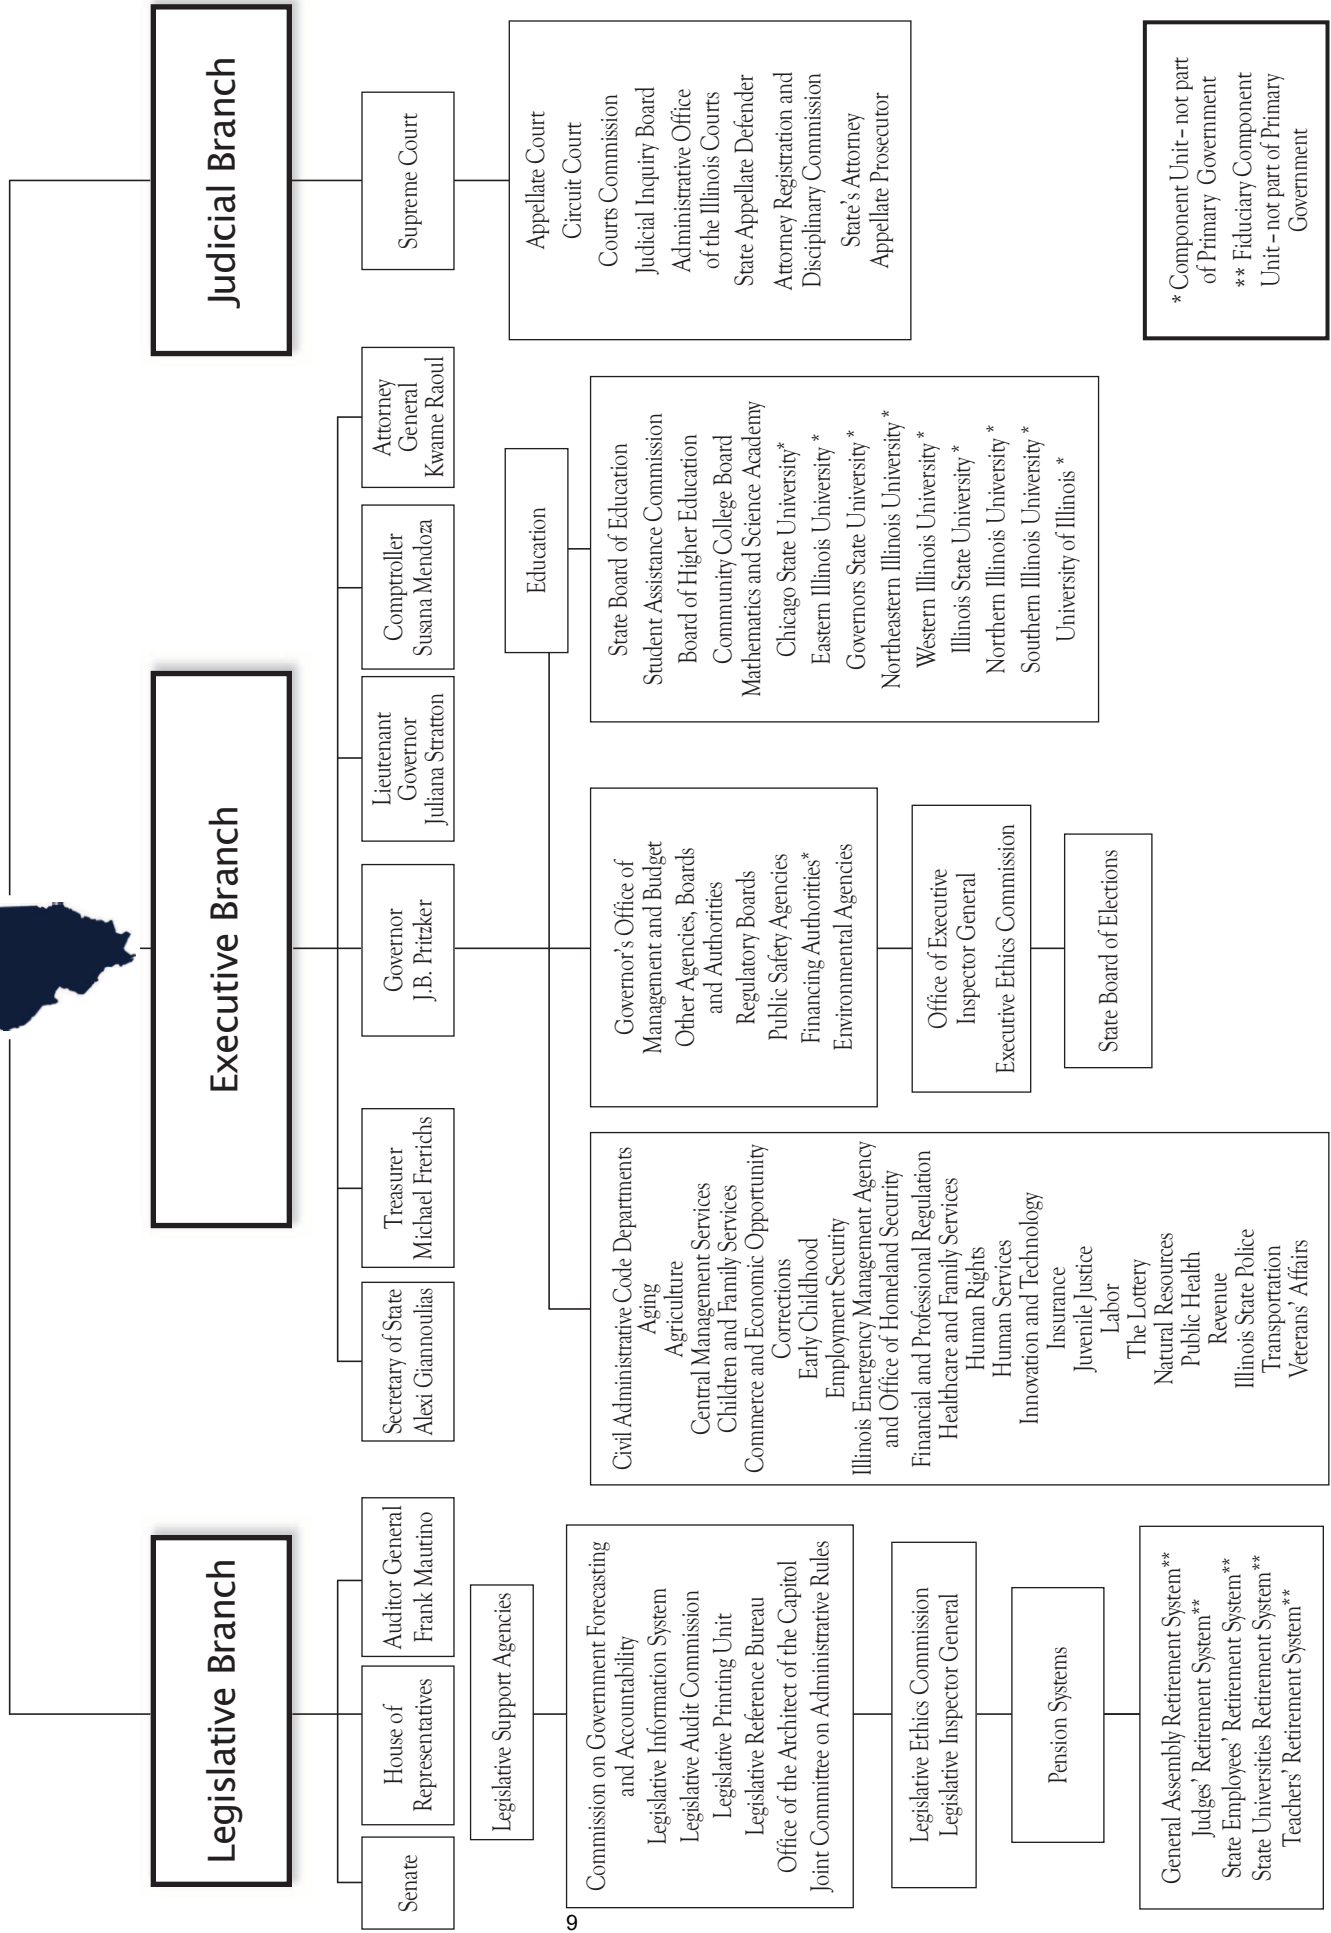 Legislative Branch
Senate
House of
Representatives
Auditor General
Frank Mautino
Legislative Support Agencies
Commission on Government Forecasting
and Accountability
Legislative Information System
Legislative Audit Commission
Legislative Printing Unit
Legislative Reference Bureau
Office of the Architect of the Capitol
Joint Committee on Administrative Rules
Legislative Ethics Commission
Legislative Inspector General
Pension Systems
General Assembly Retirement System**
Judges' Retirement System**
State Employees' Retirement System**
State Universities Retirement System**
Teachers' Retirement System**
Executive Branch
Secretary of State
Alexi Giannoulias
Treasurer
Michael Frerichs
Governor
J.B. Pritzker
Lieutenant
Governor
Juliana Stratton
Comptroller
Susana Mendoza
Attorney
General
Kwame Raoul
Civil Administrative Code Departments
Aging
Agriculture
Central Management Services
Children and Family Services
Commerce and Economic Opportunity
Corrections
Early Childhood
Employment Security
Illinois Emergency Management Agency
and Office of Homeland Security
Financial and Professional Regulation
Healthcare and Family Services
Human Rights
Human Services
Innovation and Technology
Insurance
Juvenile Justice
Labor
The Lottery
Natural Resources
Public Health
Revenue
Illinois State Police
Transportation
Veterans' Affairs
Governor's Office of
Management and Budget
Other Agencies, Boards
and Authorities
Regulatory Boards
Public Safety Agencies
Financing Authorities*
Environmental Agencies
Office of Executive
Inspector General
Executive Ethics Commission
State Board of Elections
Education
State Board of Education
Student Assistance Commission
Board of Higher Education
Community College Board
Mathematics and Science Academy
Chicago State University*
Eastern Illinois University *
Governors State University *
Northeastern Illinois University *
Western Illinois University *
Illinois State University *
Northern Illinois University *
Southern Illinois University *
University of Illinois *
Judicial Branch
Supreme Court
Appellate Court
Circuit Court
Courts Commission
Judicial Inquiry Board
Administrative Office
of the Illinois Courts
State Appellate Defender
Attorney Registration and
Disciplinary Commission
State's Attorney
Appellate Prosecutor
* Component Unit – not part
of Primary Government
** Fiduciary Component
Unit – not part of Primary
Government
9